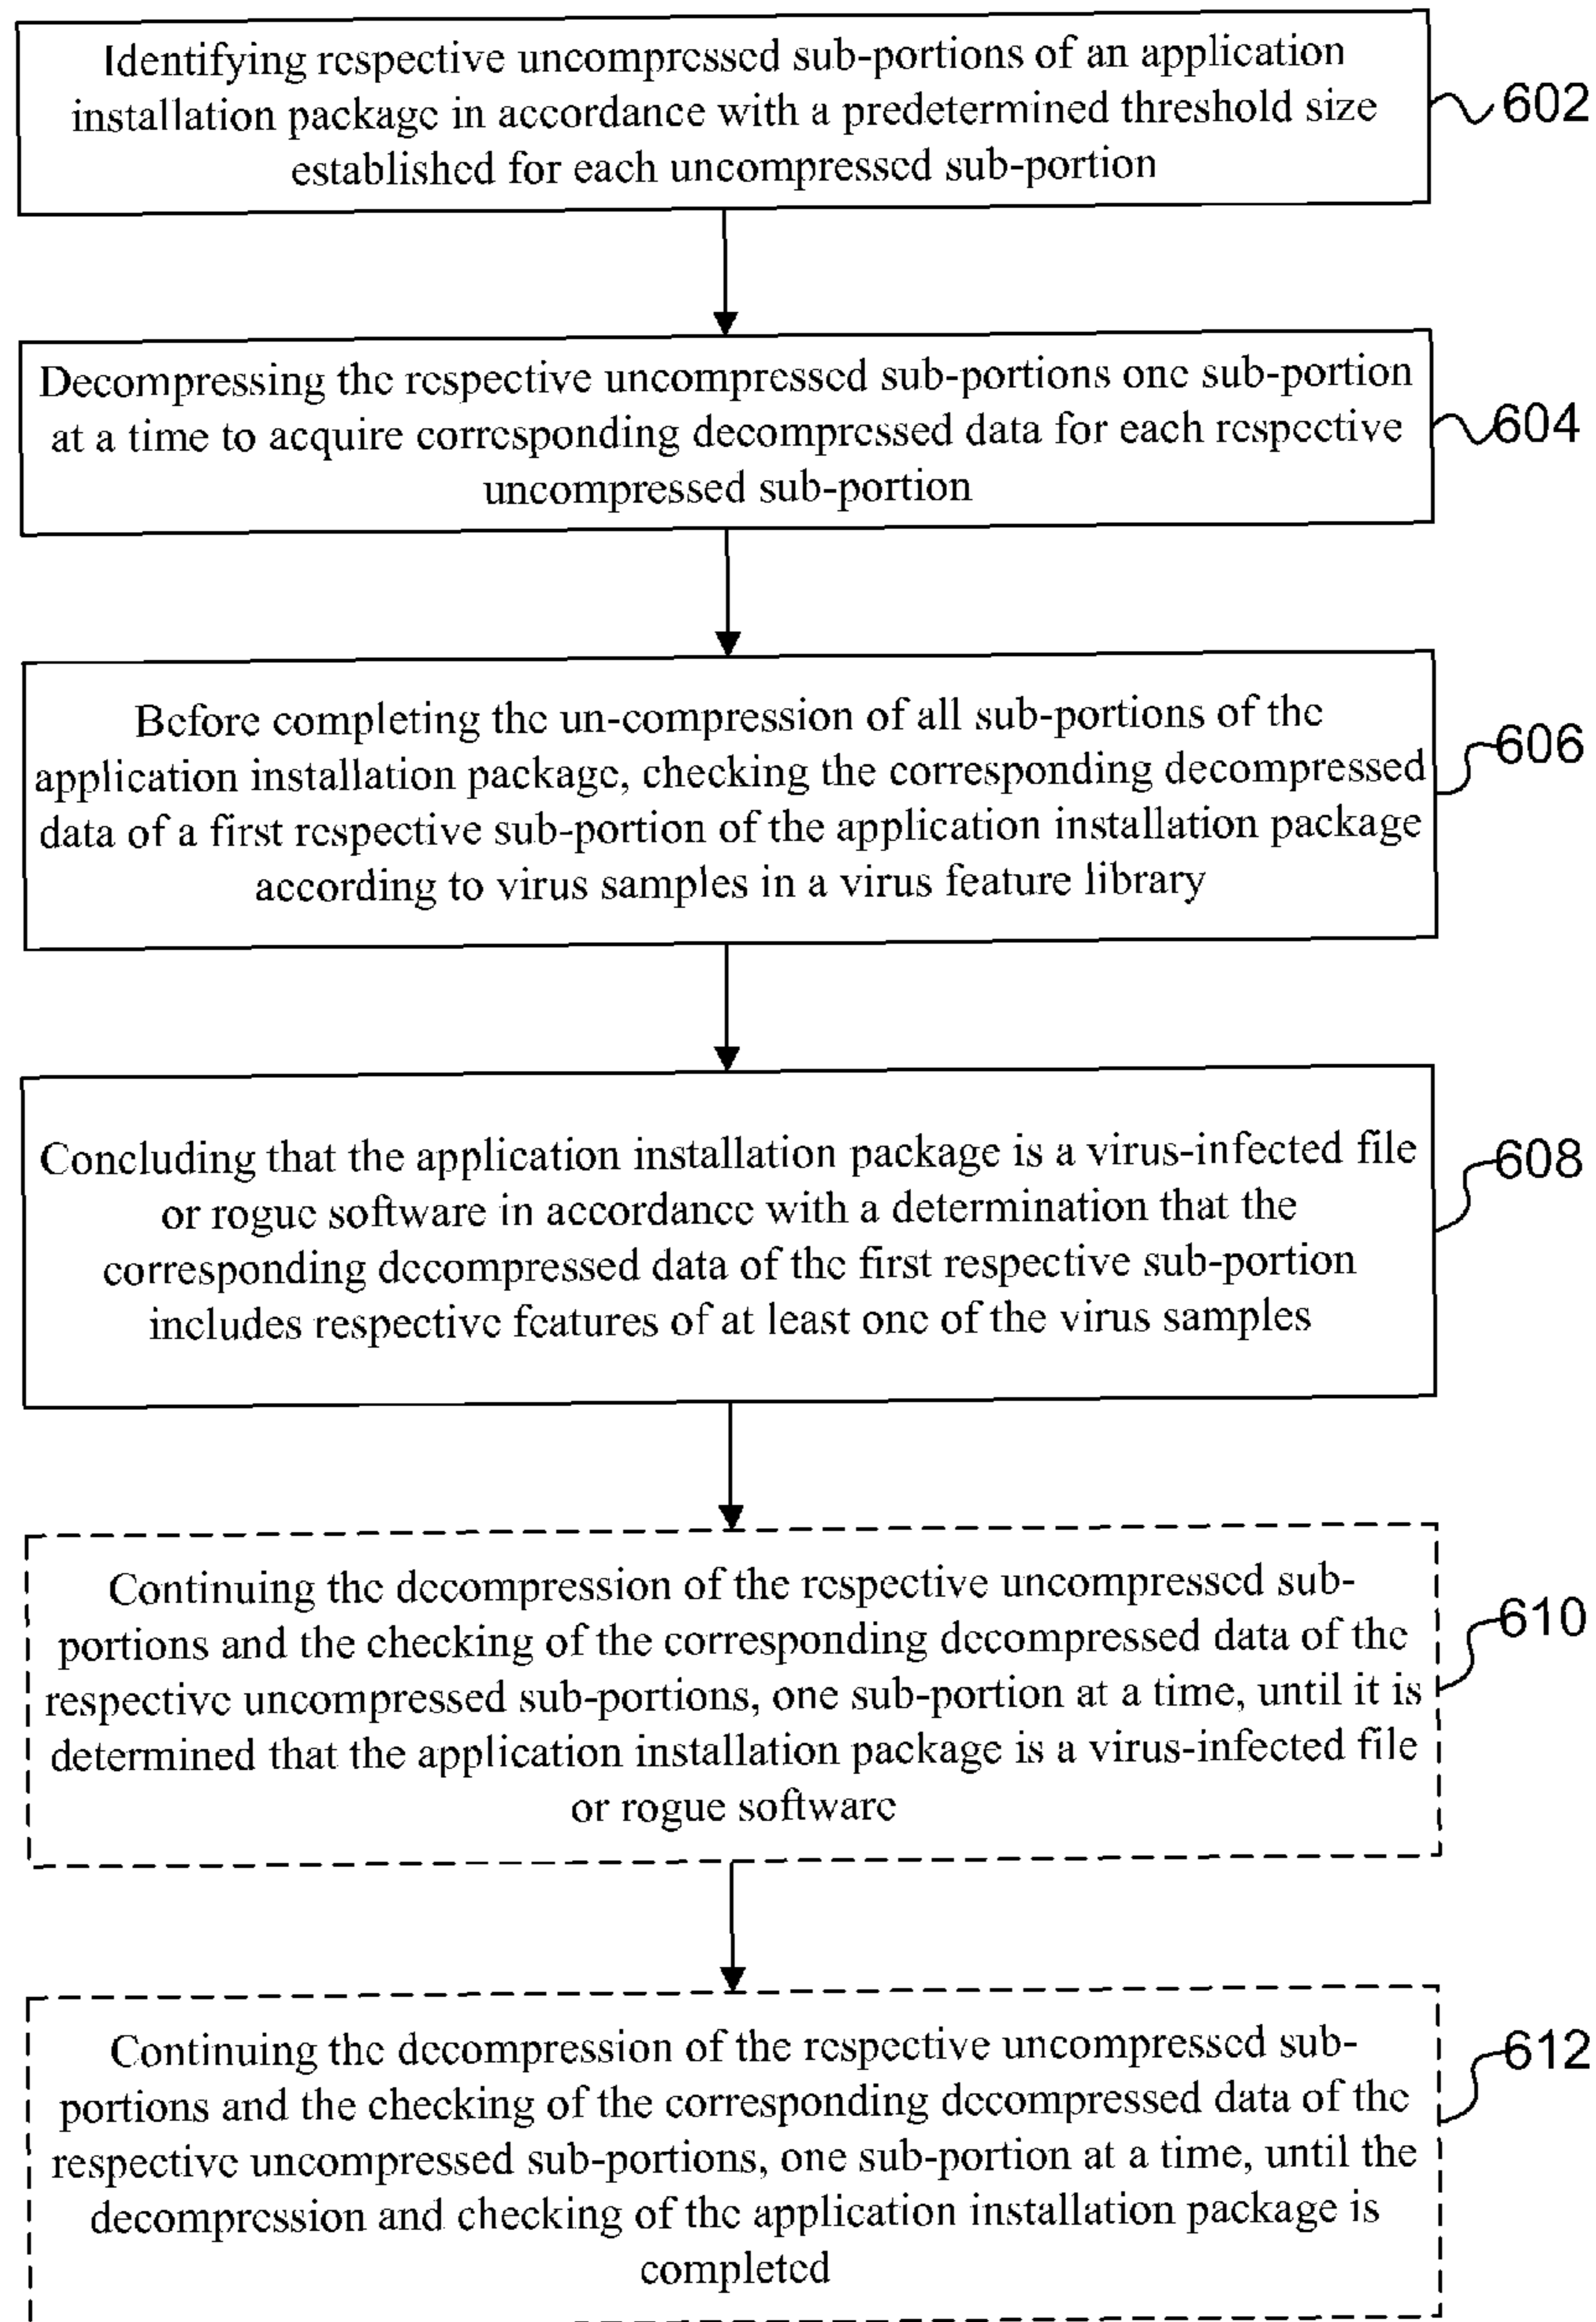 Identifying respective uncompressed sub-portions of an application
installation package in accordance with a predetermined threshold size
established for each uncompressed sub-portion
602
Decompressing the respective uncompressed sub-portions one sub-portion
at a time to acquire corresponding decompressed data for each respective
uncompressed sub-portion
604
Before completing the un-compression of all sub-portions of the
application installation package, checking the corresponding decompressed
data of a first respective sub-portion of the application installation package
according to virus samples in a virus feature library
606
Concluding that the application installation package is a virus-infected file
or rogue software in accordance with a determination that the
corresponding decompressed data of the first respective sub-portion
includes respective features of at least one of the virus samples
608
Continuing the decompression of the respective uncompressed sub-
portions and the checking of the corresponding decompressed data of the
respective uncompressed sub-portions, one sub-portion at a time, until it is
determined that the application installation package is a virus-infected file
or rogue software
610
Continuing the decompression of the respective uncompressed sub-
portions and the checking of the corresponding decompressed data of the
respective uncompressed sub-portions, one sub-portion at a time, until the
decompression and checking of the application installation package is
completed
612